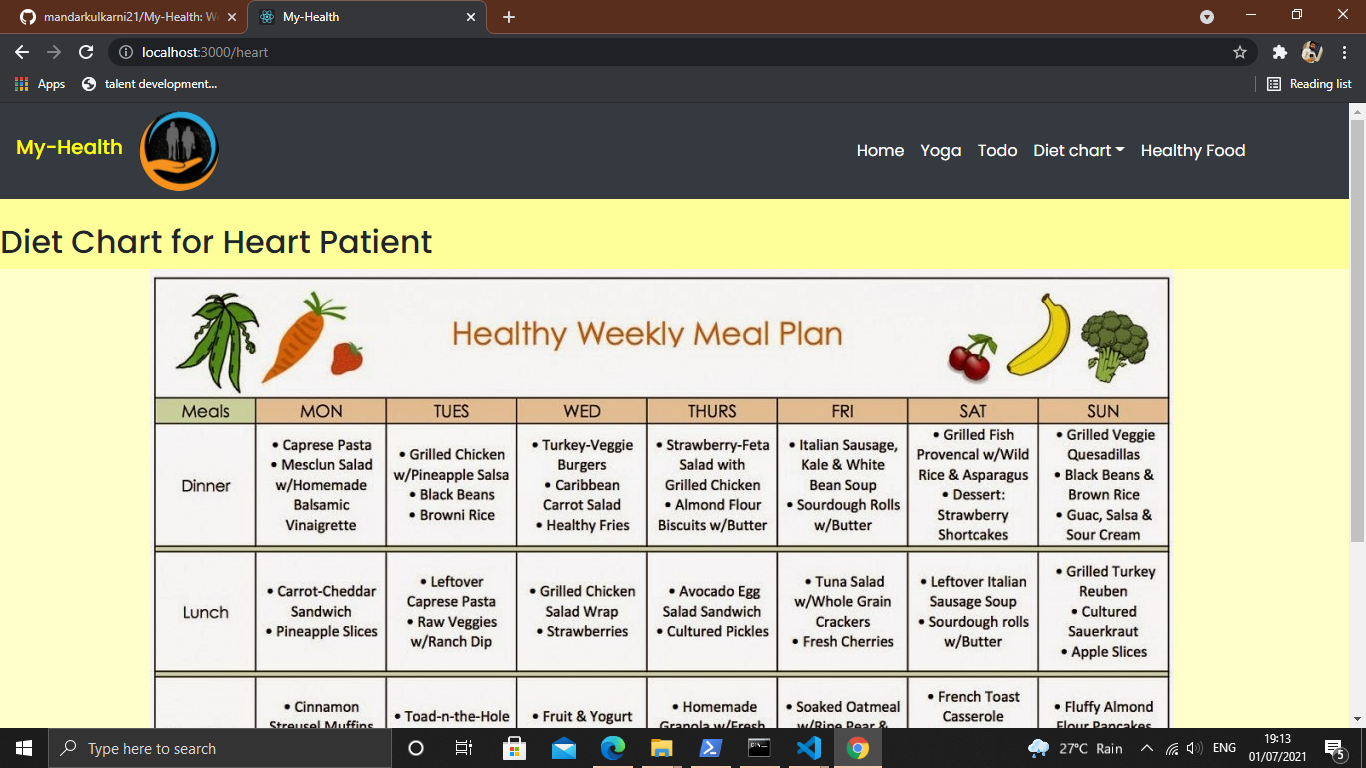 mandarkulkarni21/My-Health: W
My-Health
localhost:3000/heart
Apps
talent development...
Reading list
My-Health
Home
Yoga
Todo
Diet chart
Healthy Food
Diet Chart for Heart Patient
Healthy Weekly Meal Plan
Meals
MON
TUES
WED
THURS
FRI
SAT
SUN
Dinner
• Caprese Pasta
• Mesclun Salad
w/Homemade
Balsamic
Vinaigrette
• Grilled Chicken
w/Pineapple Salsa
• Black Beans
• Browni Rice
• Turkey-Veggie
Burgers
• Caribbean
Carrot Salad
• Healthy Fries
• Strawberry-Feta
Salad with
Grilled Chicken
• Almond Flour
Biscuits w/Butter
• Italian Sausage,
Kale & White
Bean Soup
• Sourdough Rolls
w/Butter
• Grilled Fish
Provencal w/Wild
Rice & Asparagus
• Dessert:
Strawberry
Shortcakes
• Grilled Veggie
Quesadillas
• Black Beans &
Brown Rice
• Guac, Salsa &
Sour Cream
Lunch
• Carrot-Cheddar
Sandwich
• Pineapple Slices
• Leftover
Caprese Pasta
• Raw Veggies
w/Ranch Dip
• Grilled Chicken
Salad Wrap
• Strawberries
• Avocado Egg
Salad Sandwich
• Cultured Pickles
• Tuna Salad
w/Whole Grain
Crackers
• Fresh Cherries
• Leftover Italian
Sausage Soup
• Sourdough rolls
w/Butter
• Grilled Turkey
Reuben
• Cultured
Sauerkraut
• Apple Slices
• Cinnamon
Streusel Muffins
• Toad-n-the-Hole
• Fruit & Yogurt
• Homemade
Granola w/Fresh
• Soaked Oatmeal
w/Ripe Pear &
• French Toast
Casserole
• Fluffy Almond
Flour Pancakes
Type here to search
27°C Rain
ENG
19:13
01/07/2021
5